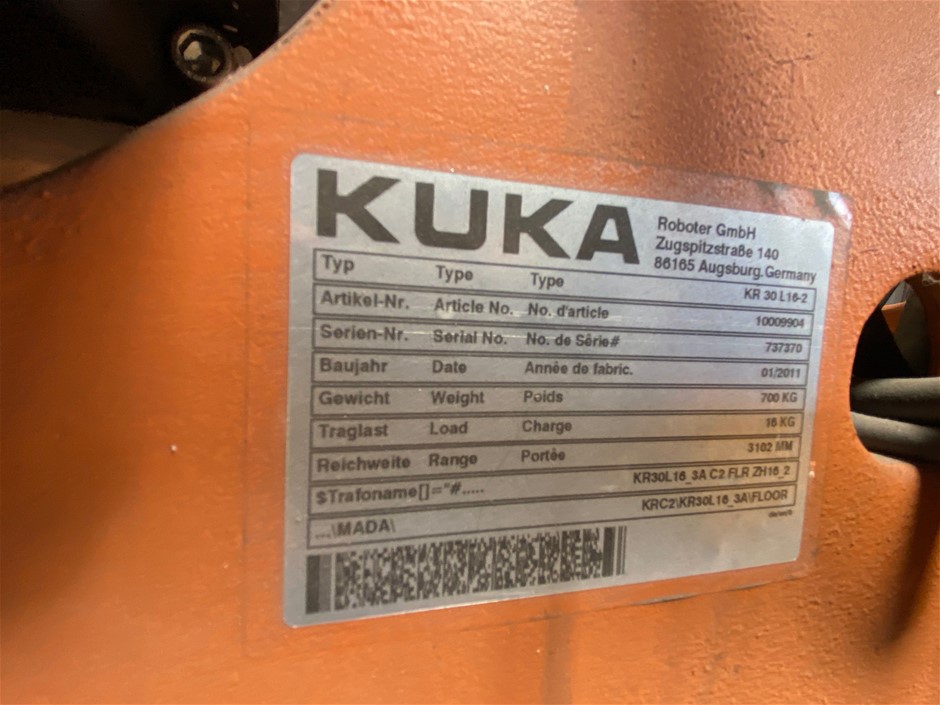 KUKA
Roboter GmbH
Zugspitzstraße 140
86165 Augsburg, Germany
Typ Type Type KR 30 L16-2
Artikel-Nr. Article No. No. d'article 10009904
Serien-Nr. Serial No. No. de Série# 737370
Baujahr Date Année de fabric. 01/2011
Gewicht Weight Poids 700 KG
Traglast Load Charge 16 KG
Reichweite Range Portée 3102 MM
$Trafoname[]="#..... KR30L16_3A C2 FLR ZH16_2
...\MADA\ KRC2\KR30L16_3A\FLOOR